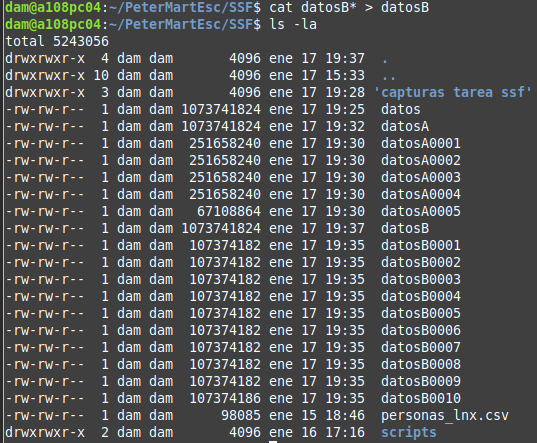 dam@a108pc04:~/PeterMartEsc/SSF$ cat datosB* > datosB
dam@a108pc04:~/PeterMartEsc/SSF$ ls -la
total 5243056
drwxrwxr-x  4 dam dam       4096 ene 17 19:37  .
drwxrwxr-x 10 dam dam       4096 ene 17 15:33  ..
drwxrwxr-x  3 dam dam       4096 ene 17 19:28 'capturas tarea ssf'
-rw-rw-r--  1 dam dam 1073741824 ene 17 19:25  datos
-rw-rw-r--  1 dam dam 1073741824 ene 17 19:32  datosA
-rw-rw-r--  1 dam dam  251658240 ene 17 19:30  datosA0001
-rw-rw-r--  1 dam dam  251658240 ene 17 19:30  datosA0002
-rw-rw-r--  1 dam dam  251658240 ene 17 19:30  datosA0003
-rw-rw-r--  1 dam dam  251658240 ene 17 19:30  datosA0004
-rw-rw-r--  1 dam dam   67108864 ene 17 19:30  datosA0005
-rw-rw-r--  1 dam dam 1073741824 ene 17 19:37  datosB
-rw-rw-r--  1 dam dam  107374182 ene 17 19:35  datosB0001
-rw-rw-r--  1 dam dam  107374182 ene 17 19:35  datosB0002
-rw-rw-r--  1 dam dam  107374182 ene 17 19:35  datosB0003
-rw-rw-r--  1 dam dam  107374182 ene 17 19:35  datosB0004
-rw-rw-r--  1 dam dam  107374182 ene 17 19:35  datosB0005
-rw-rw-r--  1 dam dam  107374182 ene 17 19:35  datosB0006
-rw-rw-r--  1 dam dam  107374182 ene 17 19:35  datosB0007
-rw-rw-r--  1 dam dam  107374182 ene 17 19:35  datosB0008
-rw-rw-r--  1 dam dam  107374182 ene 17 19:35  datosB0009
-rw-rw-r--  1 dam dam  107374186 ene 17 19:35  datosB0010
-rw-rw-r--  1 dam dam      98085 ene 15 18:46  personas_lnx.csv
drwxrwxr-x  2 dam dam       4096 ene 16 17:16  scripts